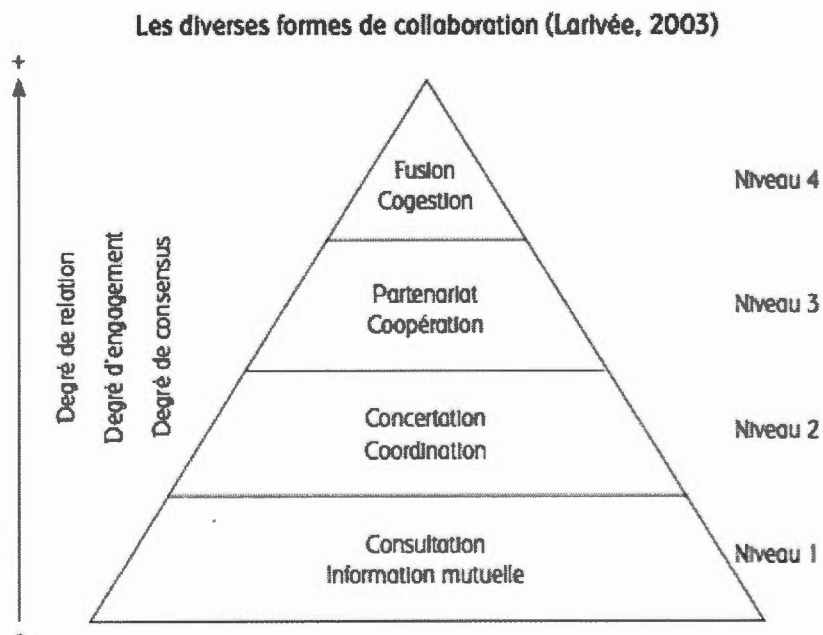 Les diverses formes de collaboration (Larivée, 2003)
+
Fusion
Cogestion
Niveau 4
Partenariat
Coopération
Niveau 3
Concertation
Coordination
Niveau 2
Consultation
Information mutuelle
Niveau 1
Degré de relation
Degré d'engagement
Degré de consensus
-